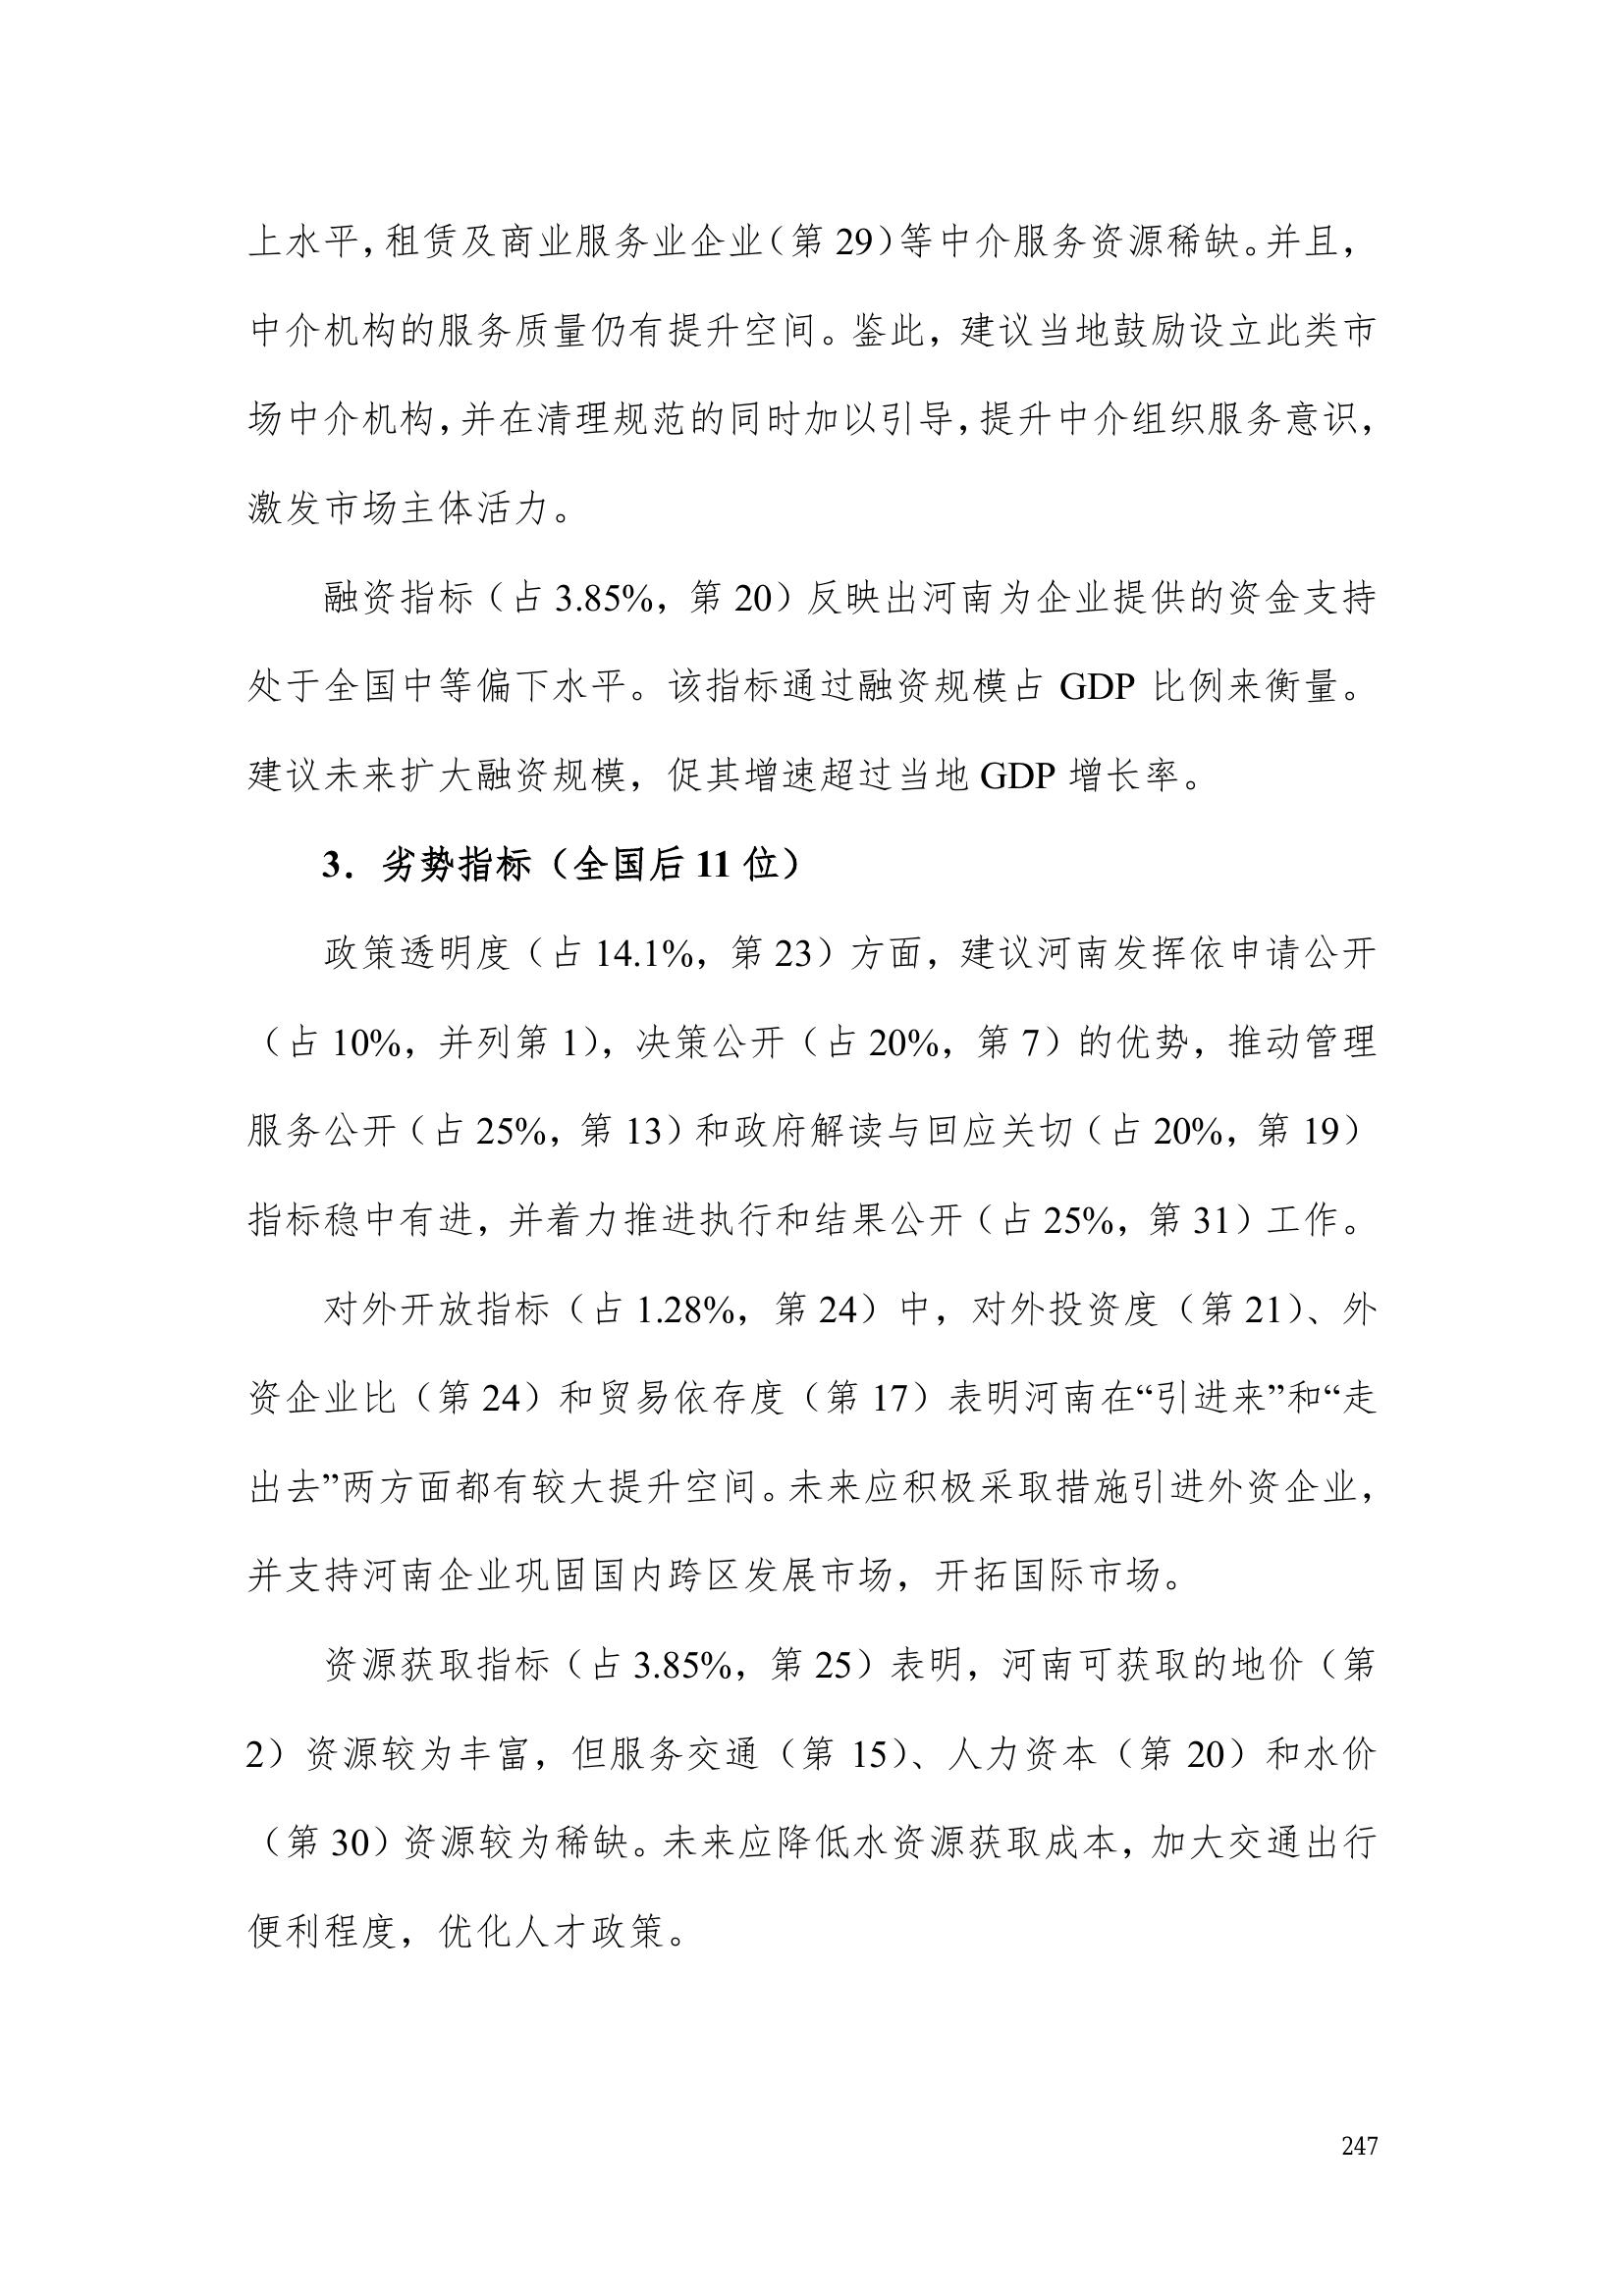 上水平，租赁及商业服务业企业（第 29）等中介服务资源稀缺。并且，
中介机构的服务质量仍有提升空间。鉴此，建议当地鼓励设立此类市
场中介机构，并在清理规范的同时加以引导，提升中介组织服务意识，
激发市场主体活力。
融资指标（占 3.85%，第 20）反映出河南为企业提供的资金支持
处于全国中等偏下水平。该指标通过融资规模占 GDP 比例来衡量。
建议未来扩大融资规模，促其增速超过当地 GDP 增长率。
3．劣势指标（全国后 11 位）
政策透明度（占 14.1%，第 23）方面，建议河南发挥依申请公开
（占 10%，并列第 1），决策公开（占 20%，第 7）的优势，推动管理
服务公开（占 25%，第 13）和政府解读与回应关切（占 20%，第 19）
指标稳中有进，并着力推进执行和结果公开（占 25%，第 31）工作。
对外开放指标（占 1.28%，第 24）中，对外投资度（第 21）、外
资企业比（第 24）和贸易依存度（第 17）表明河南在“引进来”和“走
出去”两方面都有较大提升空间。未来应积极采取措施引进外资企业，
并支持河南企业巩固国内跨区发展市场，开拓国际市场。
资源获取指标（占 3.85%，第 25）表明，河南可获取的地价（第
2）资源较为丰富，但服务交通（第 15）、人力资本（第 20）和水价
（第 30）资源较为稀缺。未来应降低水资源获取成本，加大交通出行
便利程度，优化人才政策。
247